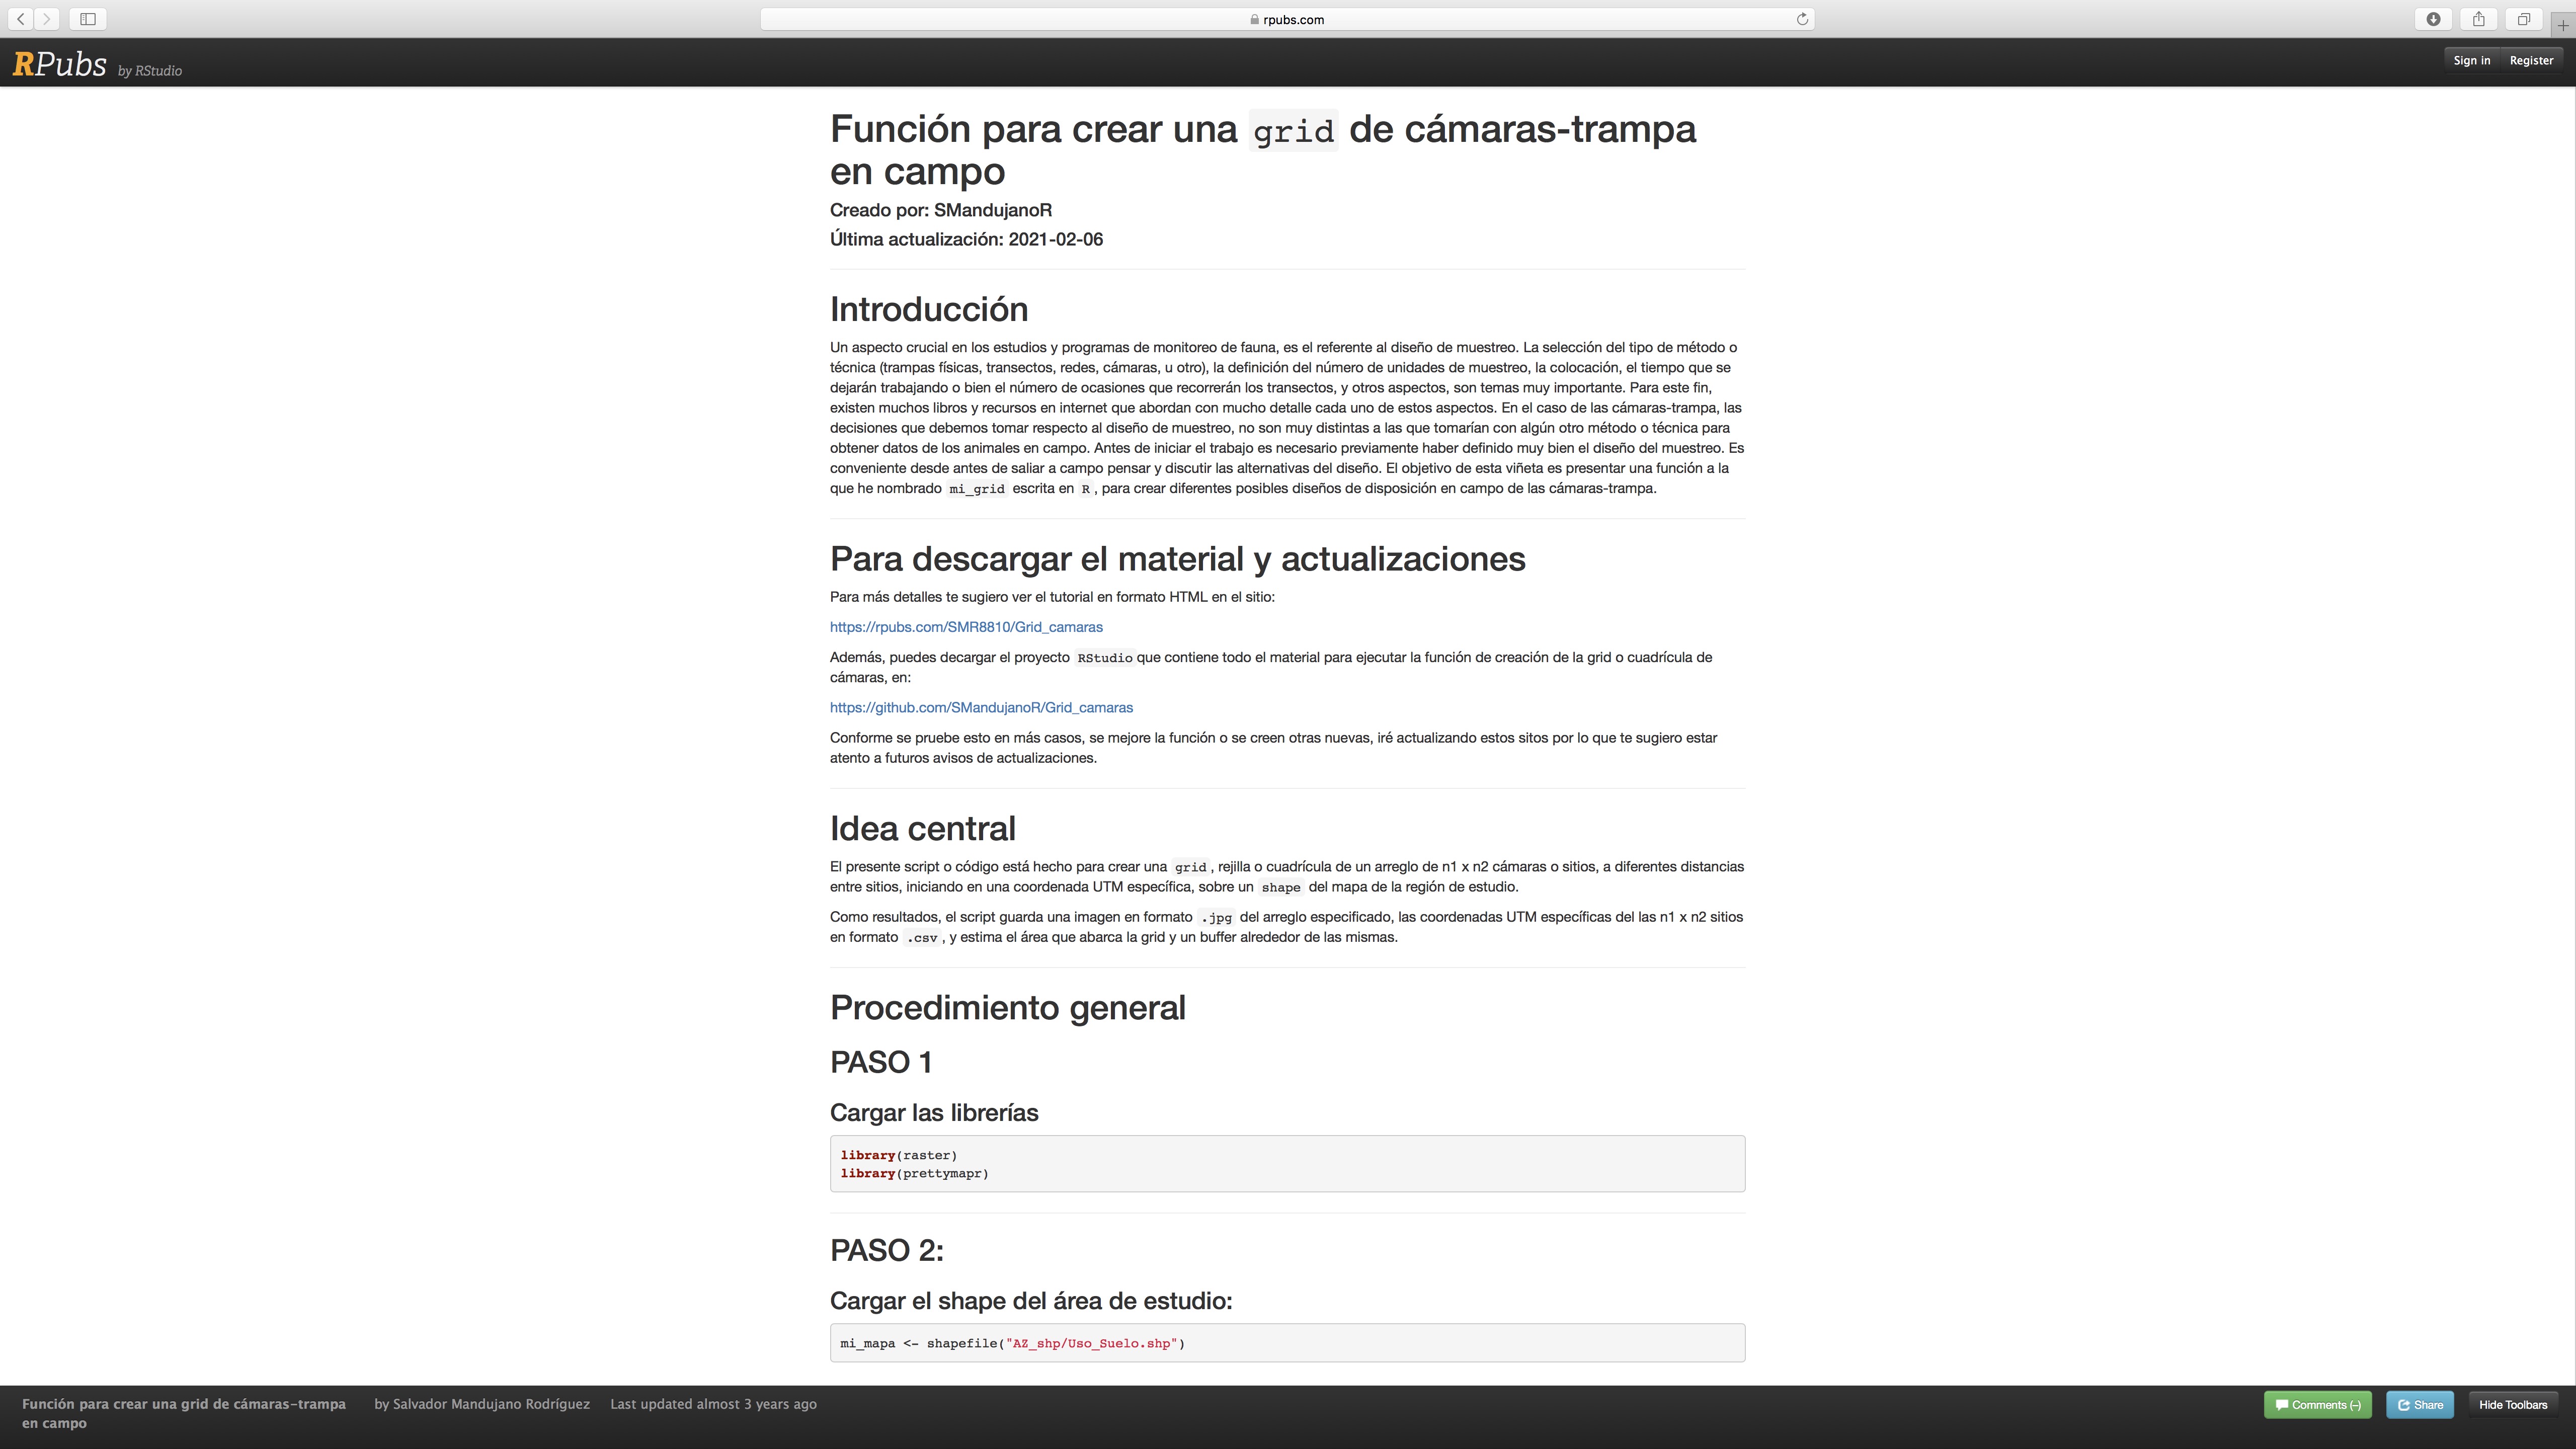 rpubs.com
RPubs by RStudio
Sign in Register
Función para crear una grid de cámaras-trampa
en campo
Creado por: SMandujanoR
Última actualización: 2021-02-06
Introducción
Un aspecto crucial en los estudios y programas de monitoreo de fauna, es el referente al diseño de muestreo. La selección del tipo de método o
técnica (trampas físicas, transectos, redes, cámaras, u otro), la definición del número de unidades de muestreo, la colocación, el tiempo que se
dejarán trabajando o bien el número de ocasiones que recorrerán los transectos, y otros aspectos, son temas muy importante. Para este fin,
existen muchos libros y recursos en internet que abordan con mucho detalle cada uno de estos aspectos. En el caso de las cámaras-trampa, las
decisiones que debemos tomar respecto al diseño de muestreo, no son muy distintas a las que tomarían con algún otro método o técnica para
obtener datos de los animales en campo. Antes de iniciar el trabajo es necesario previamente haber definido muy bien el diseño del muestreo. Es
conveniente desde antes de saliar a campo pensar y discutir las alternativas del diseño. El objetivo de esta viñeta es presentar una función a la
que he nombrado mi_grid escrita en R, para crear diferentes posibles diseños de disposición en campo de las cámaras-trampa.
Para descargar el material y actualizaciones
Para más detalles te sugiero ver el tutorial en formato HTML en el sitio:
https://rpubs.com/SMR8810/Grid_camaras
Además, puedes decargar el proyecto RStudio que contiene todo el material para ejecutar la función de creación de la grid o cuadrícula de
cámaras, en:
https://github.com/SMandujanoR/Grid_camaras
Conforme se pruebe esto en más casos, se mejore la función o se creen otras nuevas, iré actualizando estos sitos por lo que te sugiero estar
atento a futuros avisos de actualizaciones.
Idea central
El presente script o código está hecho para crear una grid, rejilla o cuadrícula de un arreglo de n1 x n2 cámaras o sitios, a diferentes distancias
entre sitios, iniciando en una coordenada UTM específica, sobre un shape del mapa de la región de estudio.
Como resultados, el script guarda una imagen en formato .jpg del arreglo especificado, las coordenadas UTM específicas del las n1 x n2 sitios
en formato .csv, y estima el área que abarca la grid y un buffer alrededor de las mismas.
Procedimiento general
PASO 1
Cargar las librerías
library(raster)
library(prettymapr)
PASO 2:
Cargar el shape del área de estudio:
mi_mapa <- shapefile("AZ_shp/Uso_Suelo.shp")
Función para crear una grid de cámaras-trampa
en campo
by Salvador Mandujano Rodríguez
Last updated almost 3 years ago
Comments (–)
Share
Hide Toolbars